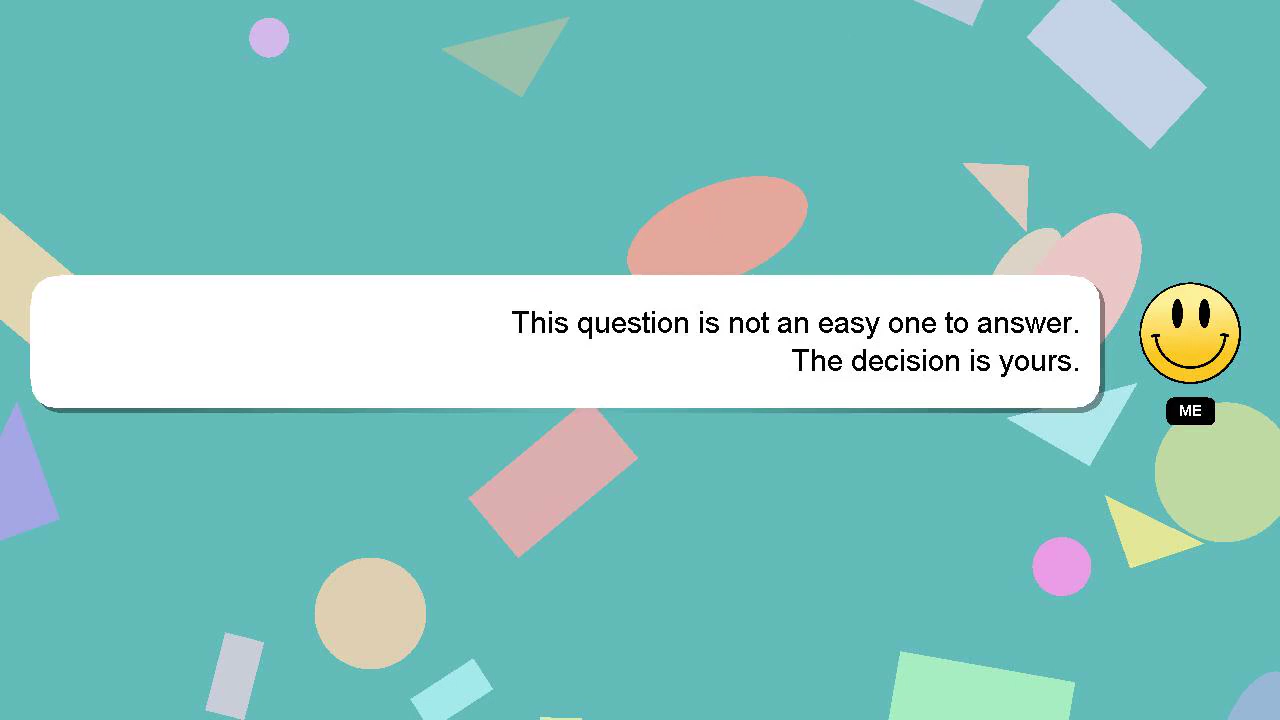 This question is not an easy one to answer.
The decision is yours.
ME